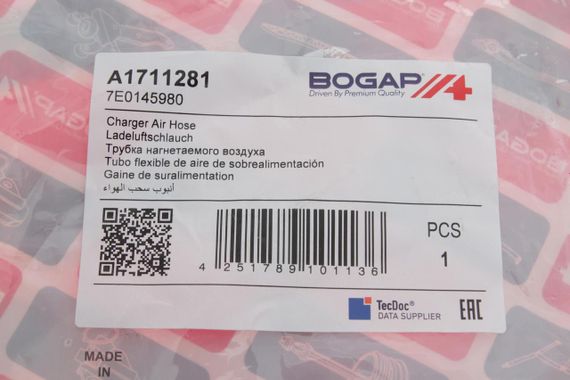 A1711281
7E0145980
BOGAP
Driven By Premium Quality
Charger Air Hose
Ladeluftschlauch
Трубка нагнетаемого воздуха
Tubo flexible de aire de sobrealimentación
Gaine de suralimentation
أنبوب سحب الهواء
PCS
1
4 251789 101136
TecDoc®
DATA SUPPLIER
EAC
MADE
IN
BOGAP